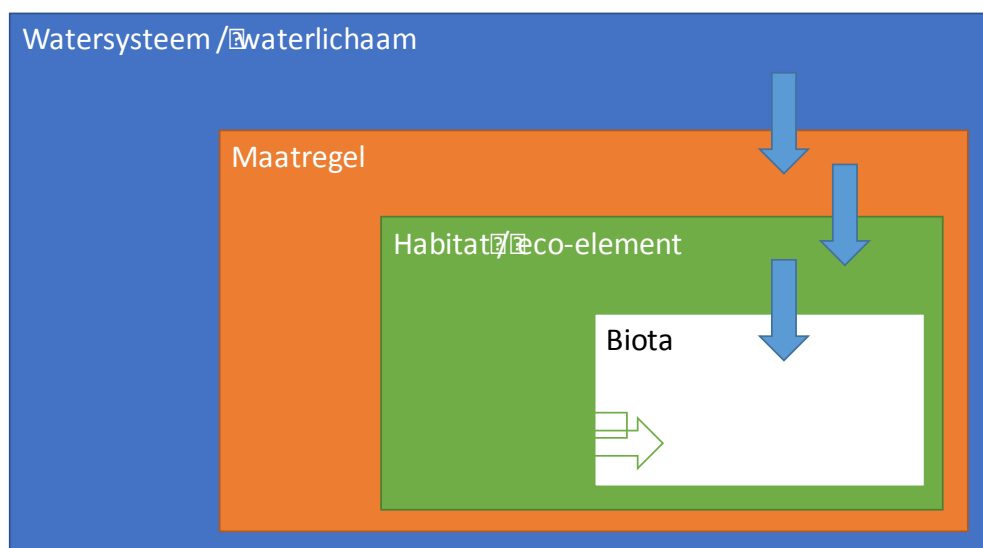 Watersysteem / waterlichaam
Maatregel
Habitat / eco-element
Biota